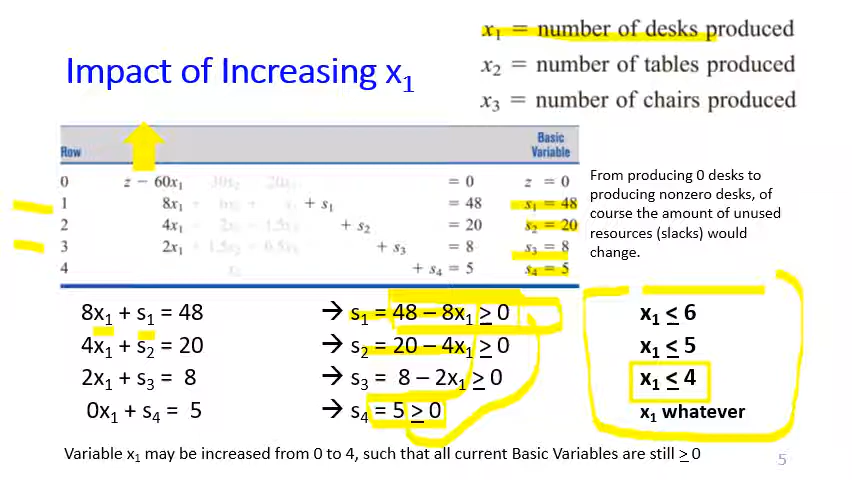 x₁ = number of desks produced
Impact of Increasing x₁
x₂ = number of tables produced
x₃ = number of chairs produced
Row Basic Variable
0 z − 60x₁ 30x₂ 20x₃ = 0 z = 0
1 8x₁ + s₁ = 48 s₁ = 48
2 4x₁ + s₂ = 20 s₂ = 20
3 2x₁ + s₃ = 8 s₃ = 8
4 + s₄ = 5 s₄ = 5
From producing 0 desks to
producing nonzero desks, of
course the amount of unused
resources (slacks) would
change.
8x₁ + s₁ = 48 → s₁ = 48 – 8x₁ ≥ 0 x₁ ≤ 6
4x₁ + s₂ = 20 → s₂ = 20 – 4x₁ ≥ 0 x₁ ≤ 5
2x₁ + s₃ = 8 → s₃ = 8 – 2x₁ ≥ 0 x₁ ≤ 4
0x₁ + s₄ = 5 → s₄ = 5 ≥ 0 x₁ whatever
Variable x₁ may be increased from 0 to 4, such that all current Basic Variables are still ≥ 0
5